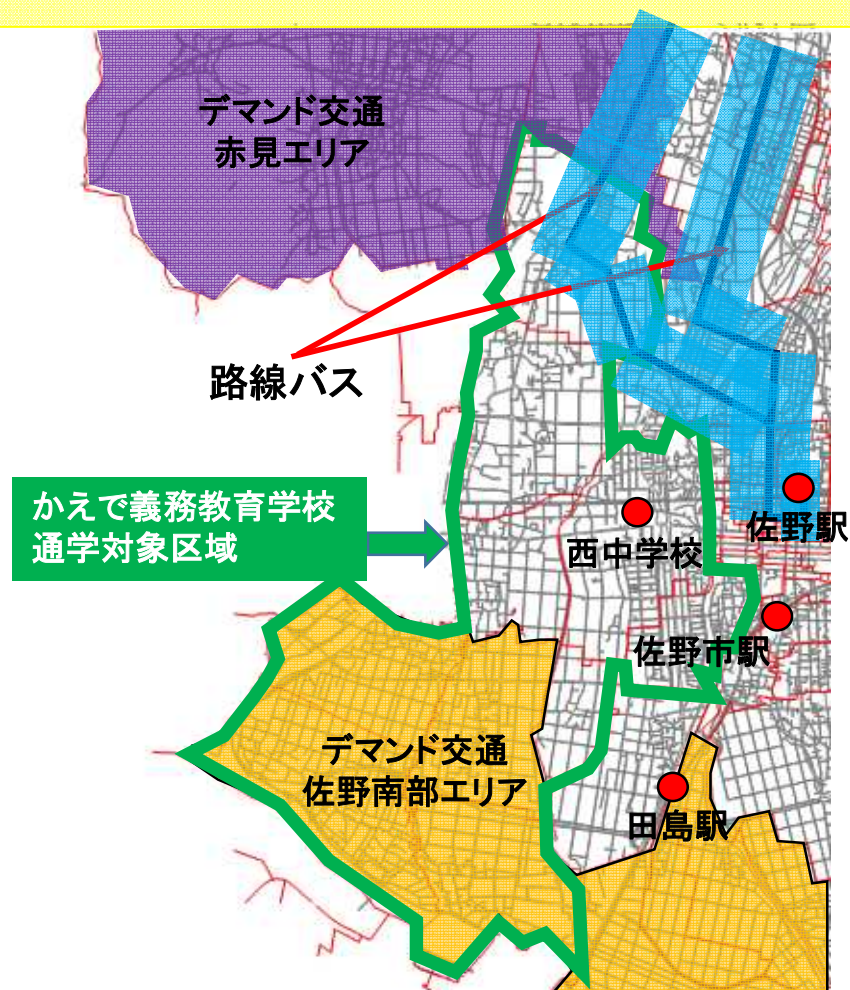 デマンド交通
赤見エリア
路線バス
かえで義務教育学校
通学対象区域
西中学校
佐野駅
佐野市駅
デマンド交通
佐野南部エリア
田島駅